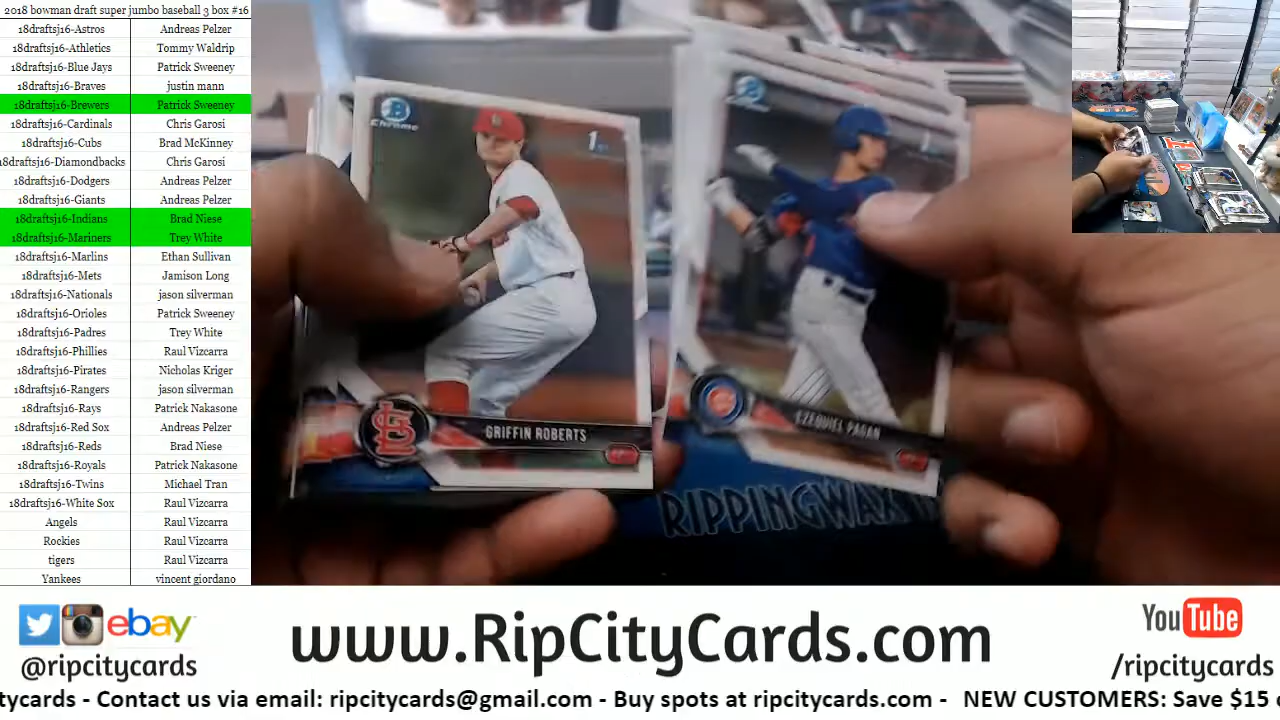 2018 bowman draft super jumbo baseball 3 box #16
18draftsj16-Astros Andreas Pelzer
18draftsj16-Athletics Tommy Waldrip
18draftsj16-Blue Jays Patrick Sweeney
18draftsj16-Braves justin mann
18draftsj16-Brewers Patrick Sweeney
18draftsj16-Cardinals Chris Garosi
18draftsj16-Cubs Brad McKinney
18draftsj16-Diamondbacks Chris Garosi
18draftsj16-Dodgers Andreas Pelzer
18draftsj16-Giants Andreas Pelzer
18draftsj16-Indians Brad Niese
18draftsj16-Mariners Trey White
18draftsj16-Marlins Ethan Sullivan
18draftsj16-Mets Jamison Long
18draftsj16-Nationals jason silverman
18draftsj16-Orioles Patrick Sweeney
18draftsj16-Padres Trey White
18draftsj16-Phillies Raul Vizcarra
18draftsj16-Pirates Nicholas Kriger
18draftsj16-Rangers jason silverman
18draftsj16-Rays Patrick Nakasone
18draftsj16-Red Sox Andreas Pelzer
18draftsj16-Reds Brad Niese
18draftsj16-Royals Patrick Nakasone
18draftsj16-Twins Michael Tran
18draftsj16-White Sox Raul Vizcarra
Angels Raul Vizcarra
Rockies Raul Vizcarra
tigers Raul Vizcarra
Yankees vincent giordano
B
Chrome
1st
GRIFFIN ROBERTS
EZEQUIEL PAGAN
RIPPINGWAX
ebay
@ripcitycards
www.RipCityCards.com
YouTube
/ripcitycards
tycards - Contact us via email: ripcitycards@gmail.com - Buy spots at ripcitycards.com - NEW CUSTOMERS: Save $15